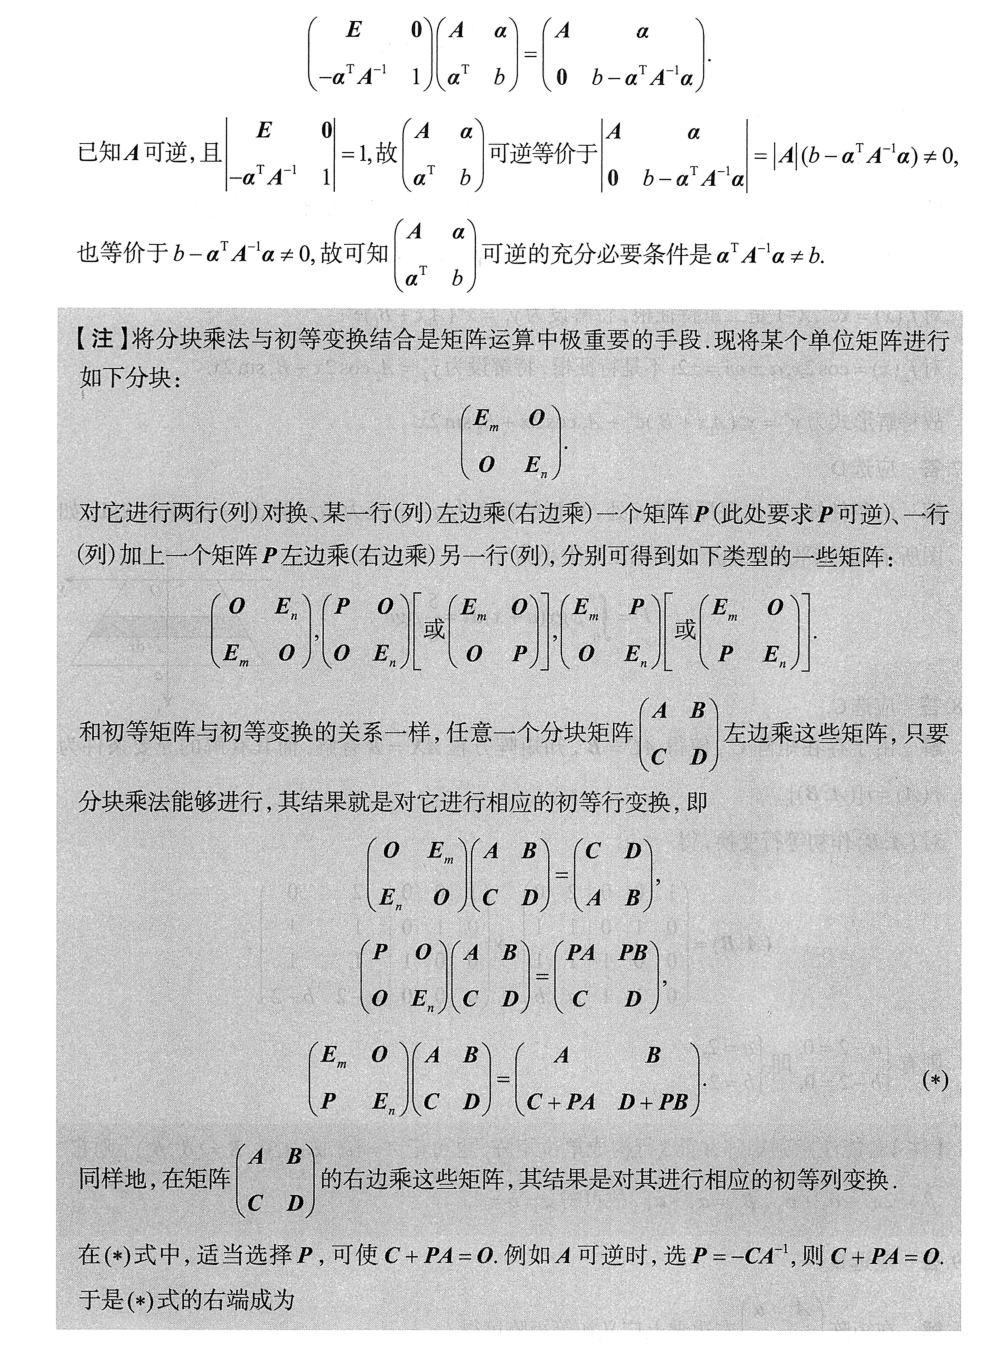 $$\begin{pmatrix} E & 0 \\ -\alpha^{\mathrm{T}}A^{-1} & 1 \end{pmatrix}\begin{pmatrix} A & \alpha \\ \alpha^{\mathrm{T}} & b \end{pmatrix}=\begin{pmatrix} A & \alpha \\ 0 & b-\alpha^{\mathrm{T}}A^{-1}\alpha \end{pmatrix}.$$
已知$A$可逆,且$\begin{vmatrix} E & 0 \\ -\alpha^{\mathrm{T}}A^{-1} & 1 \end{vmatrix}=1$,故$\begin{pmatrix} A & \alpha \\ \alpha^{\mathrm{T}} & b \end{pmatrix}$可逆等价于$\begin{vmatrix} A & \alpha \\ 0 & b-\alpha^{\mathrm{T}}A^{-1}\alpha \end{vmatrix}=|A|(b-\alpha^{\mathrm{T}}A^{-1}\alpha)\neq 0$,
也等价于$b-\alpha^{\mathrm{T}}A^{-1}\alpha\neq 0$,故可知$\begin{pmatrix} A & \alpha \\ \alpha^{\mathrm{T}} & b \end{pmatrix}$可逆的充分必要条件是$\alpha^{\mathrm{T}}A^{-1}\alpha\neq b$.
【注】将分块乘法与初等变换结合是矩阵运算中极重要的手段.现将某个单位矩阵进行
如下分块:
$$\begin{pmatrix} E_m & O \\ O & E_n \end{pmatrix}.$$
对它进行两行(列)对换、某一行(列)左边乘(右边乘)一个矩阵$P$(此处要求$P$可逆)、一行
(列)加上一个矩阵$P$左边乘(右边乘)另一行(列),分别可得到如下类型的一些矩阵:
$$\begin{pmatrix} O & E_n \\ E_m & O \end{pmatrix},\begin{pmatrix} P & O \\ O & E_n \end{pmatrix}\left[或\begin{pmatrix} E_m & O \\ O & P \end{pmatrix}\right],\begin{pmatrix} E_m & P \\ O & E_n \end{pmatrix}\left[或\begin{pmatrix} E_m & O \\ P & E_n \end{pmatrix}\right].$$
和初等矩阵与初等变换的关系一样,任意一个分块矩阵$\begin{pmatrix} A & B \\ C & D \end{pmatrix}$左边乘这些矩阵,只要
分块乘法能够进行,其结果就是对它进行相应的初等行变换,即
$$\begin{pmatrix} O & E_m \\ E_n & O \end{pmatrix}\begin{pmatrix} A & B \\ C & D \end{pmatrix}=\begin{pmatrix} C & D \\ A & B \end{pmatrix},$$
$$\begin{pmatrix} P & O \\ O & E_n \end{pmatrix}\begin{pmatrix} A & B \\ C & D \end{pmatrix}=\begin{pmatrix} PA & PB \\ C & D \end{pmatrix},$$
$$\begin{pmatrix} E_m & O \\ P & E_n \end{pmatrix}\begin{pmatrix} A & B \\ C & D \end{pmatrix}=\begin{pmatrix} A & B \\ C+PA & D+PB \end{pmatrix}. \quad (*)$$
同样地,在矩阵$\begin{pmatrix} A & B \\ C & D \end{pmatrix}$的右边乘这些矩阵,其结果是对其进行相应的初等列变换.
在(*)式中,适当选择$P$,可使$C+PA=O$.例如$A$可逆时,选$P=-CA^{-1}$,则$C+PA=O$.
于是(*)式的右端成为